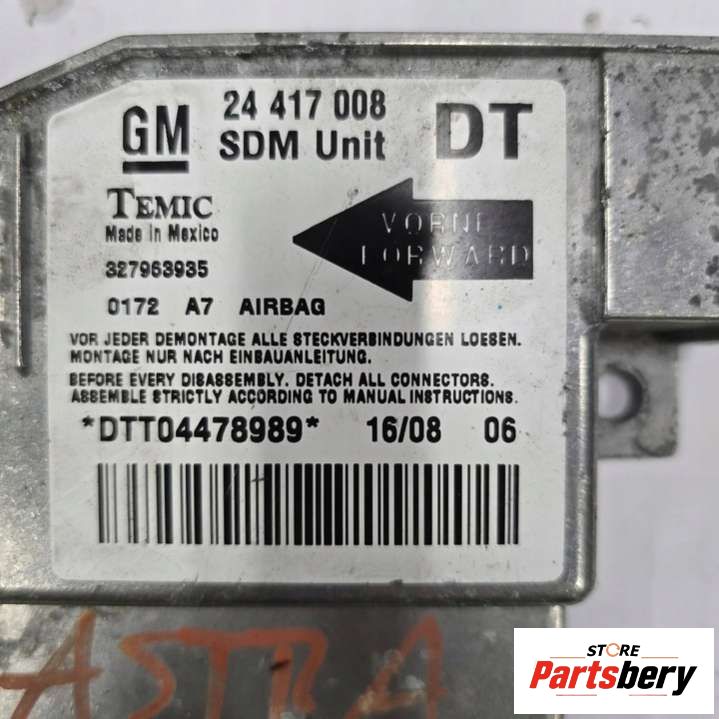 GM
24 417 008
DT
SDM Unit
TEMIC
Made in Mexico
VORNE
FORWARD
327963935
0172 A7 AIRBAG
VOR JEDER DEMONTAGE ALLE STECKVERBINDUNGEN LOESEN.
MONTAGE NUR NACH EINBAUANLEITUNG.
BEFORE EVERY DISASSEMBLY. DETACH ALL CONNECTORS.
ASSEMBLE STRICTLY ACCORDING TO MANUAL INSTRUCTIONS.
*DTT04478989* 16/08 06
ASTRA
STORE
Partsbery